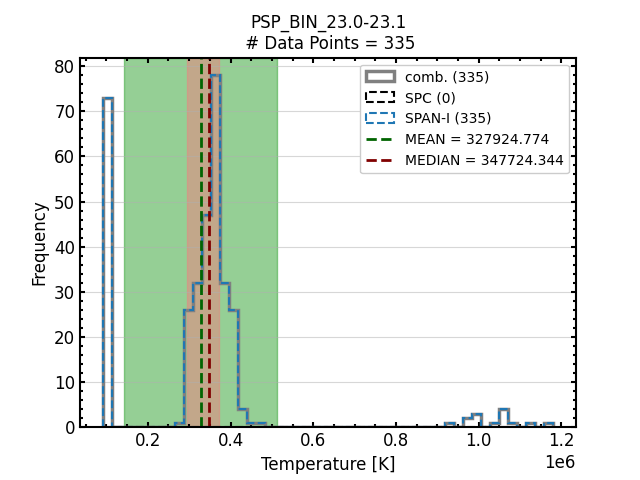 PSP_BIN_23.0-23.1
# Data Points = 335
comb. (335)
SPC (0)
SPAN-I (335)
MEAN = 327924.774
MEDIAN = 347724.344
Frequency
80
70
60
50
40
30
20
10
0
0.2 0.4 0.6 0.8 1.0 1.2
1e6
Temperature [K]